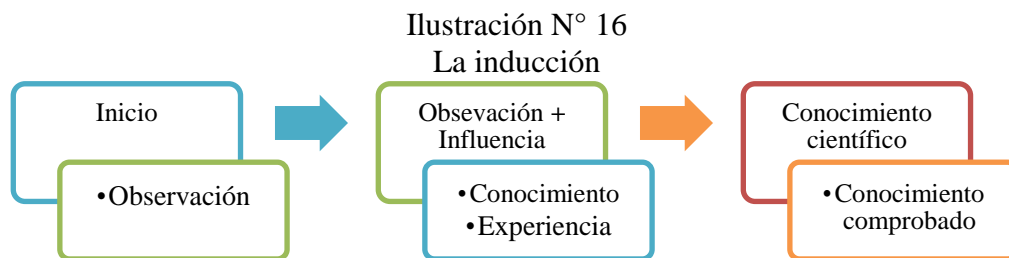 Ilustración N° 16
La inducción
Inicio
•Observación
Obsevación +
Influencia
•Conocimiento
•Experiencia
Conocimiento
científico
•Conocimiento
comprobado